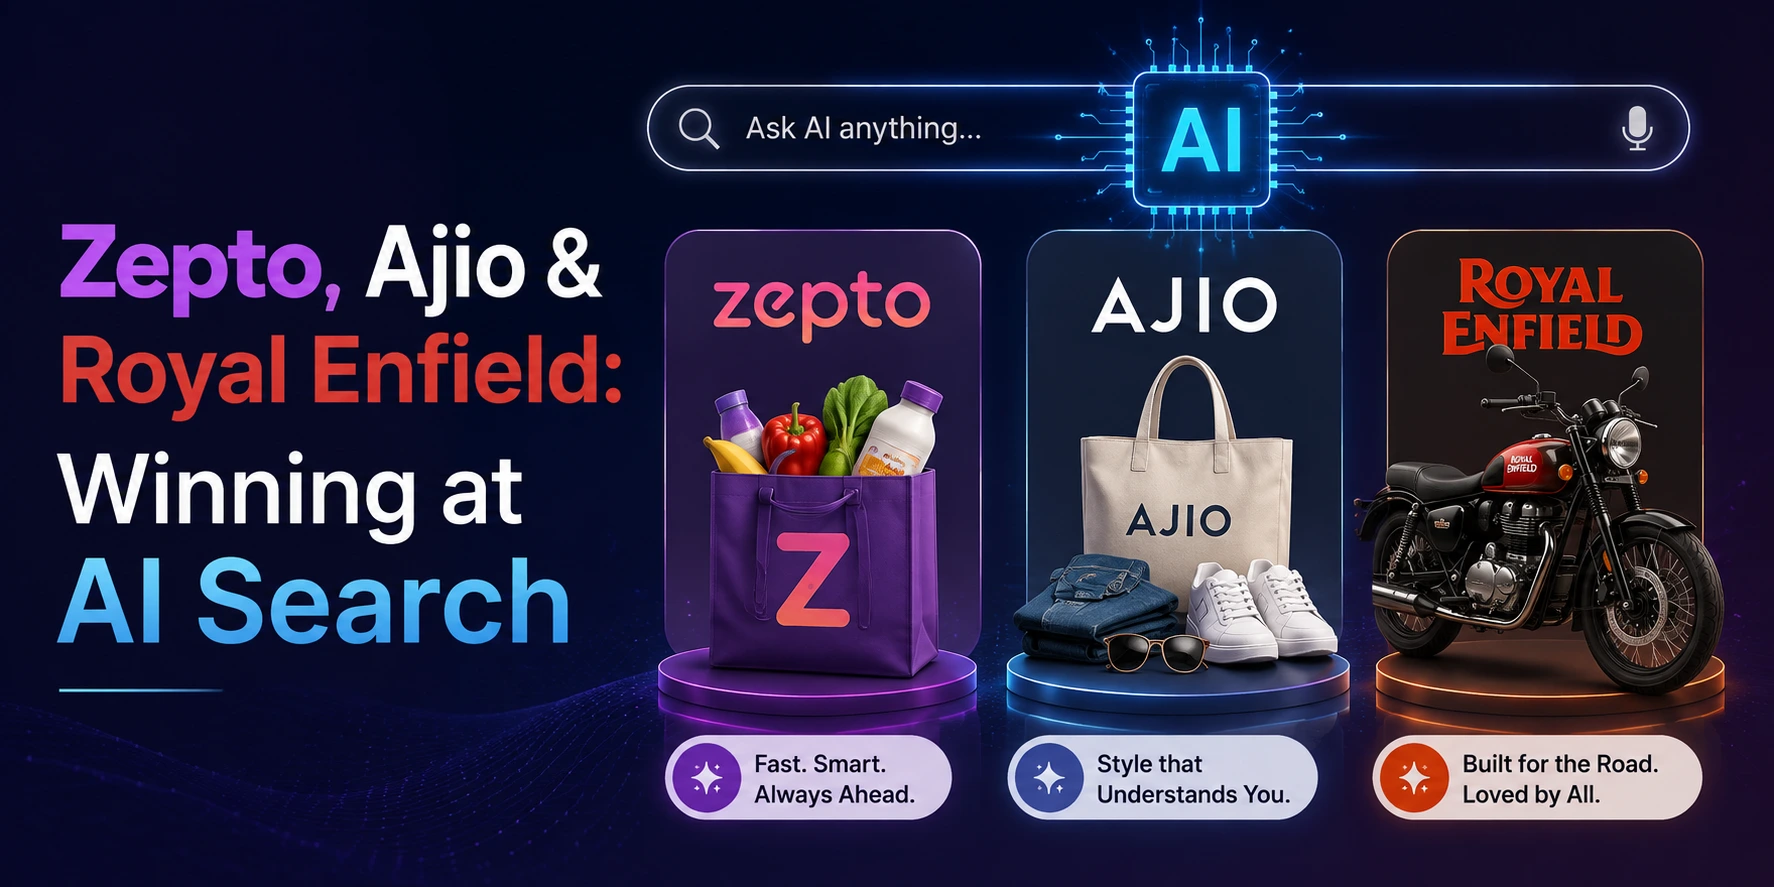 Ask AI anything...
AI
Zepto, Ajio &
Royal Enfield:
Winning at
AI Search
zepto
Z
Fast. Smart.
Always Ahead.
AJIO
AJIO
Style that
Understands You.
ROYAL
ENFIELD
ROYAL
ENFIELD
Built for the Road.
Loved by All.